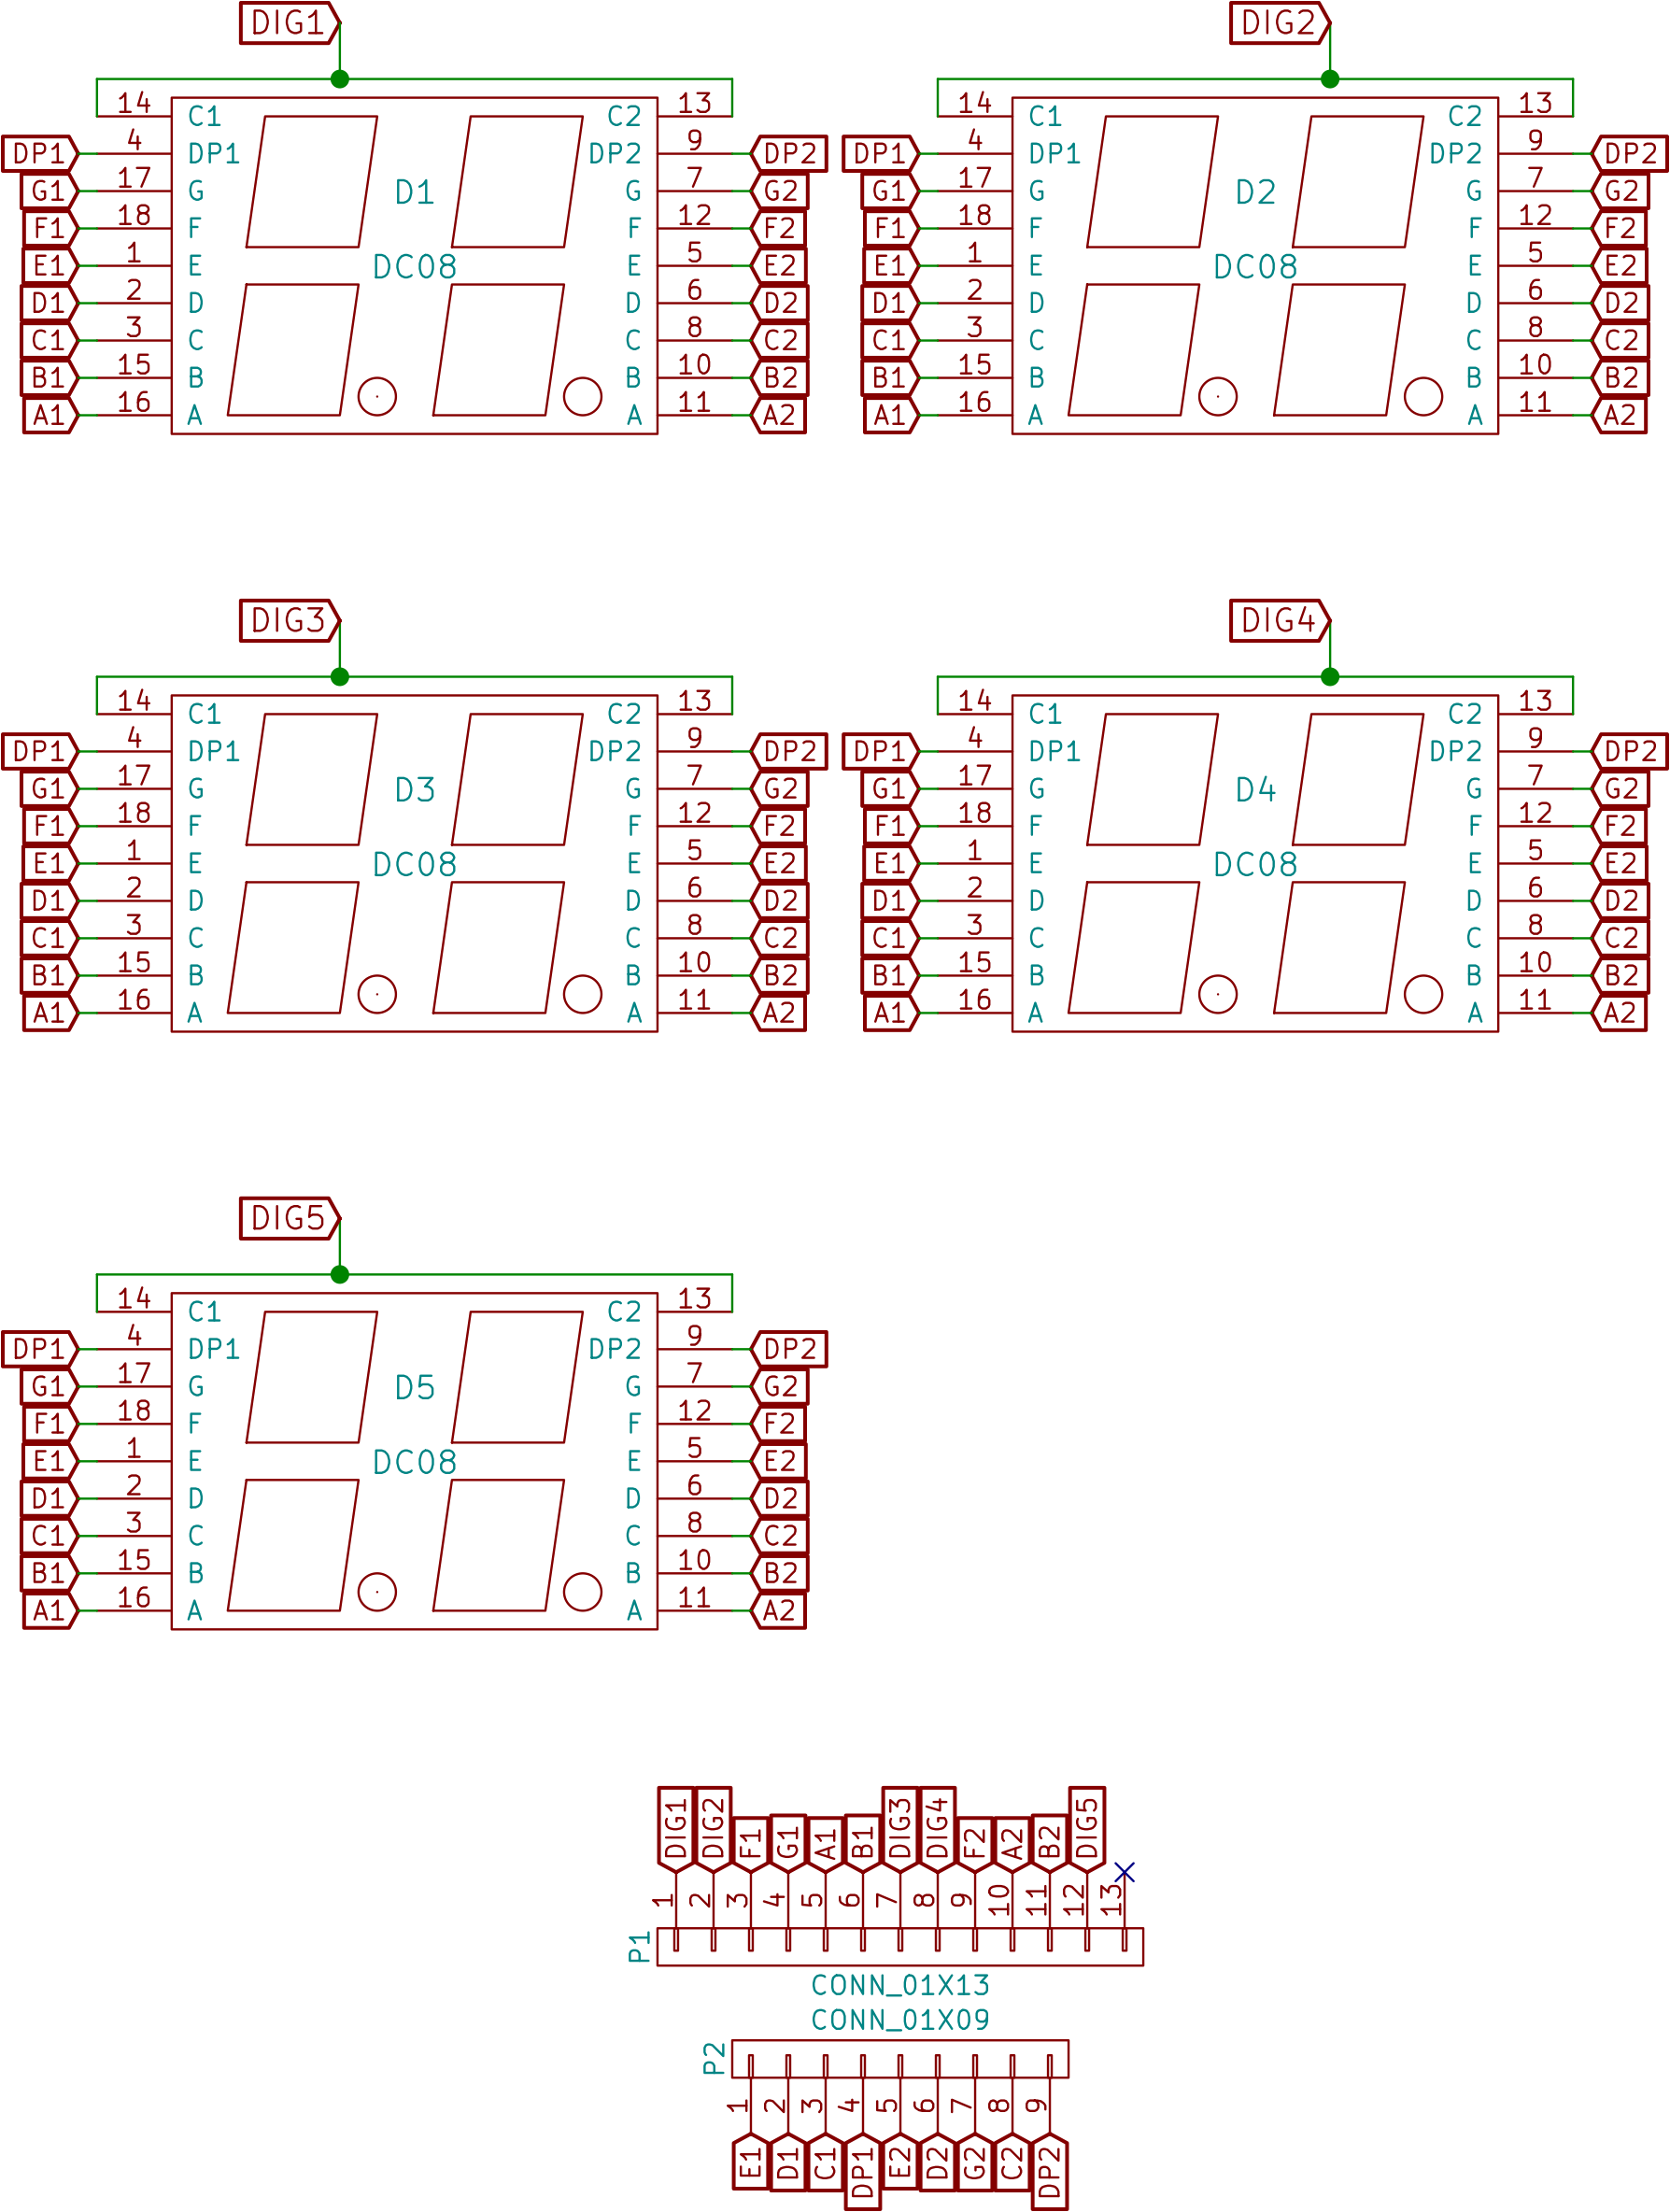 DIG1
14 C1 C2 13
DP1 4 DP1 DP2 9 DP2
G1 17 G D1 G 7 G2
F1 18 F F 12 F2
E1 1 E DC08 E 5 E2
D1 2 D D 6 D2
C1 3 C C 8 C2
B1 15 B B 10 B2
A1 16 A A 11 A2
DIG2
14 C1 C2 13
DP1 4 DP1 DP2 9 DP2
G1 17 G D2 G 7 G2
F1 18 F F 12 F2
E1 1 E DC08 E 5 E2
D1 2 D D 6 D2
C1 3 C C 8 C2
B1 15 B B 10 B2
A1 16 A A 11 A2
DIG3
14 C1 C2 13
DP1 4 DP1 DP2 9 DP2
G1 17 G D3 G 7 G2
F1 18 F F 12 F2
E1 1 E DC08 E 5 E2
D1 2 D D 6 D2
C1 3 C C 8 C2
B1 15 B B 10 B2
A1 16 A A 11 A2
DIG4
14 C1 C2 13
DP1 4 DP1 DP2 9 DP2
G1 17 G D4 G 7 G2
F1 18 F F 12 F2
E1 1 E DC08 E 5 E2
D1 2 D D 6 D2
C1 3 C C 8 C2
B1 15 B B 10 B2
A1 16 A A 11 A2
DIG5
14 C1 C2 13
DP1 4 DP1 DP2 9 DP2
G1 17 G D5 G 7 G2
F1 18 F F 12 F2
E1 1 E DC08 E 5 E2
D1 2 D D 6 D2
C1 3 C C 8 C2
B1 15 B B 10 B2
A1 16 A A 11 A2
DIG1 DIG2 F1 G1 A1 B1 DIG3 DIG4 F2 A2 B2 DIG5
1 2 3 4 5 6 7 8 9 10 11 12 13
P1
CONN_01X13
CONN_01X09
P2
1 2 3 4 5 6 7 8 9
E1 D1 C1 DP1 E2 D2 G2 C2 DP2